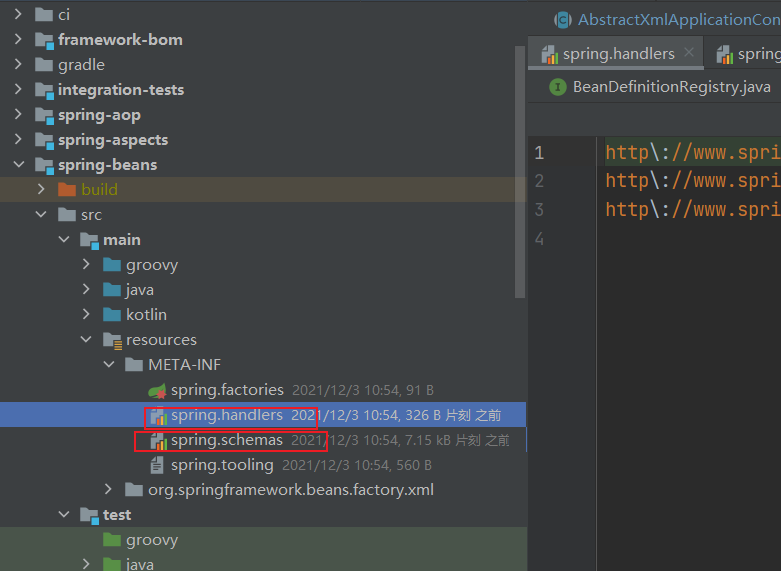 ci
framework-bom
gradle
integration-tests
spring-aop
spring-aspects
spring-beans
build
src
main
groovy
java
kotlin
resources
META-INF
spring.factories 2021/12/3 10:54, 91 B
spring.handlers 2021/12/3 10:54, 326 B 片刻 之前
spring.schemas 2021/12/3 10:54, 7.15 kB 片刻 之前
spring.tooling 2021/12/3 10:54, 560 B
org.springframework.beans.factory.xml
test
groovy
java
AbstractXmlApplicationCon
spring.handlers spring
BeanDefinitionRegistry.java
1 http\://www.spri
2 http\://www.spri
3 http\://www.spri
4